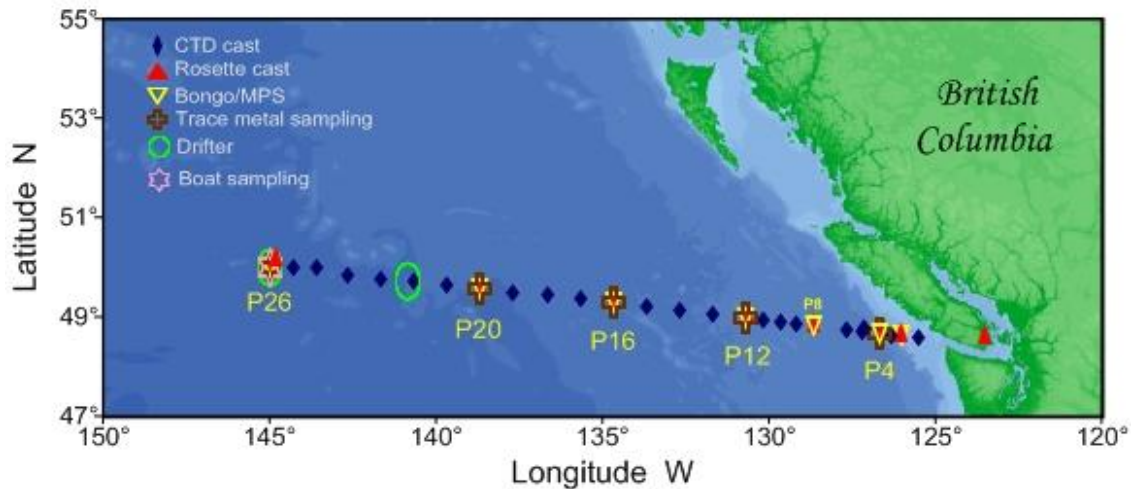 55°
53°
51°
49°
47°
Latitude N
CTD cast
Rosette cast
Bongo/MPS
Trace metal sampling
Drifter
Boat sampling
British
Columbia
P26
P20
P16
P12
P8
P4
150°
145°
140°
135°
130°
125°
120°
Longitude W